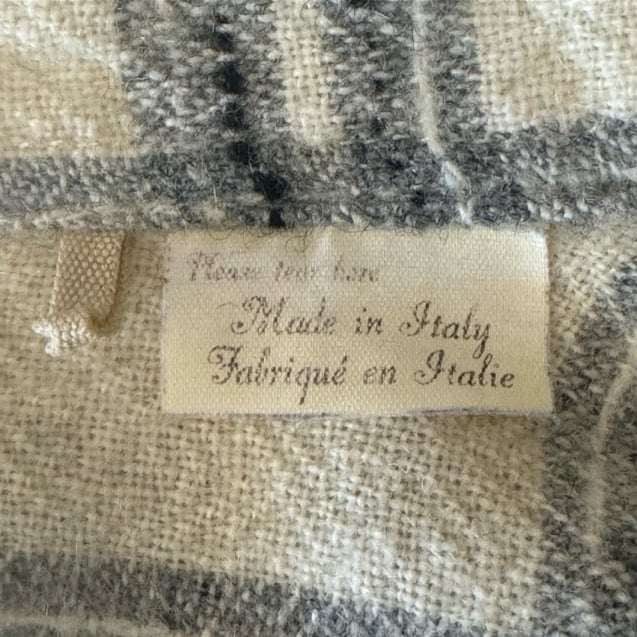 Please tear here
Made in Italy
Fabriqué en Italie